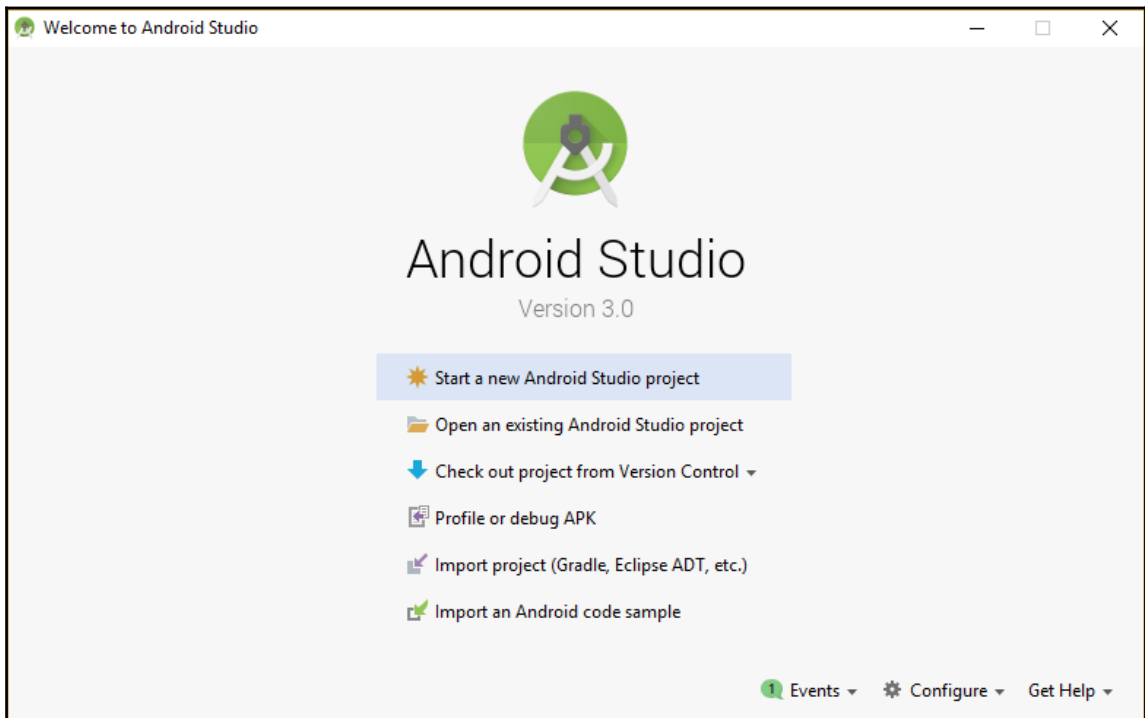 Welcome to Android Studio
Android Studio
Version 3.0
Start a new Android Studio project
Open an existing Android Studio project
Check out project from Version Control
Profile or debug APK
Import project (Gradle, Eclipse ADT, etc.)
Import an Android code sample
1 Events Configure Get Help